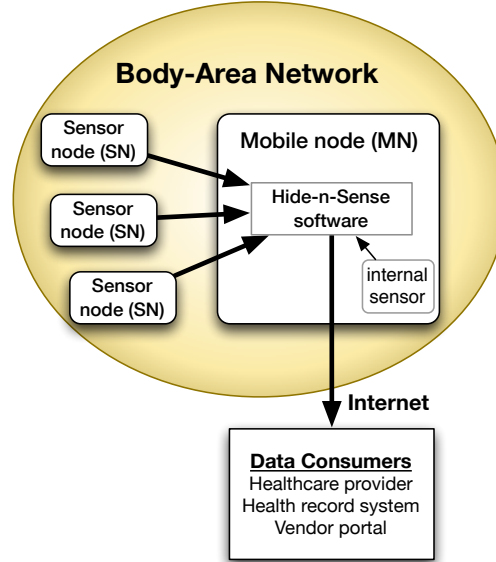 Body-Area Network
Sensor
node (SN)
Sensor
node (SN)
Sensor
node (SN)
Mobile node (MN)
Hide-n-Sense
software
internal
sensor
Internet
Data Consumers
Healthcare provider
Health record system
Vendor portal